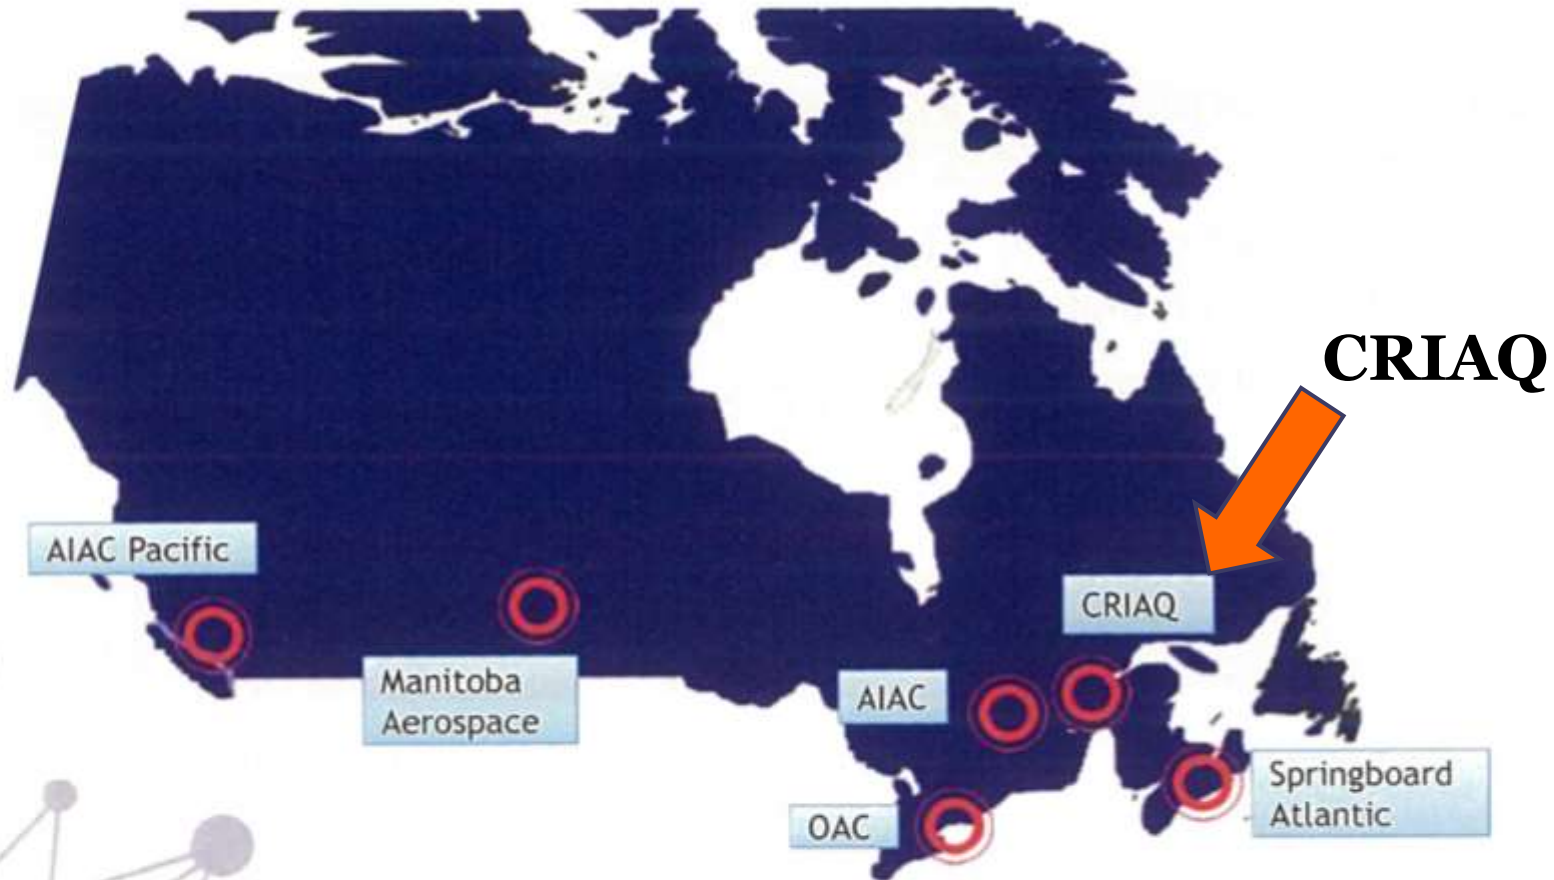 CRIAQ
AIAC Pacific
CRIAQ
Manitoba
Aerospace
AIAC
Springboard
Atlantic
OAC